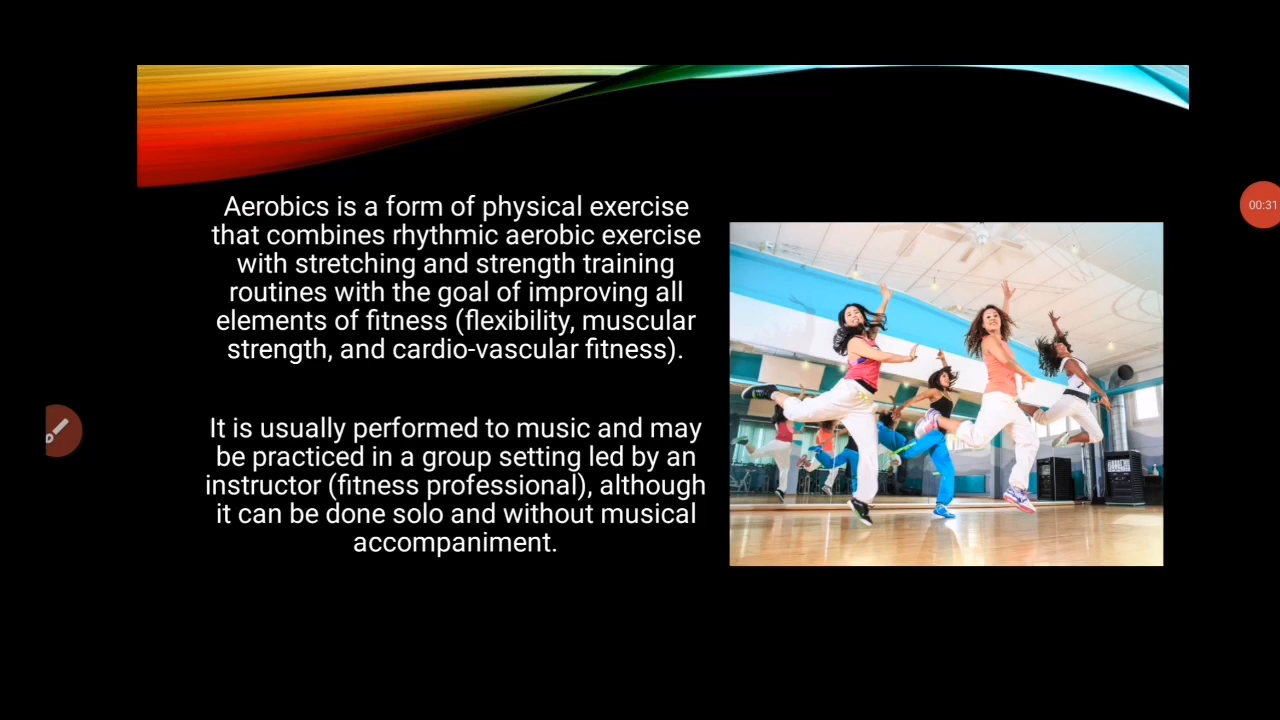 Aerobics is a form of physical exercise
that combines rhythmic aerobic exercise
with stretching and strength training
routines with the goal of improving all
elements of fitness (flexibility, muscular
strength, and cardio-vascular fitness).
It is usually performed to music and may
be practiced in a group setting led by an
instructor (fitness professional), although
it can be done solo and without musical
accompaniment.
00:31